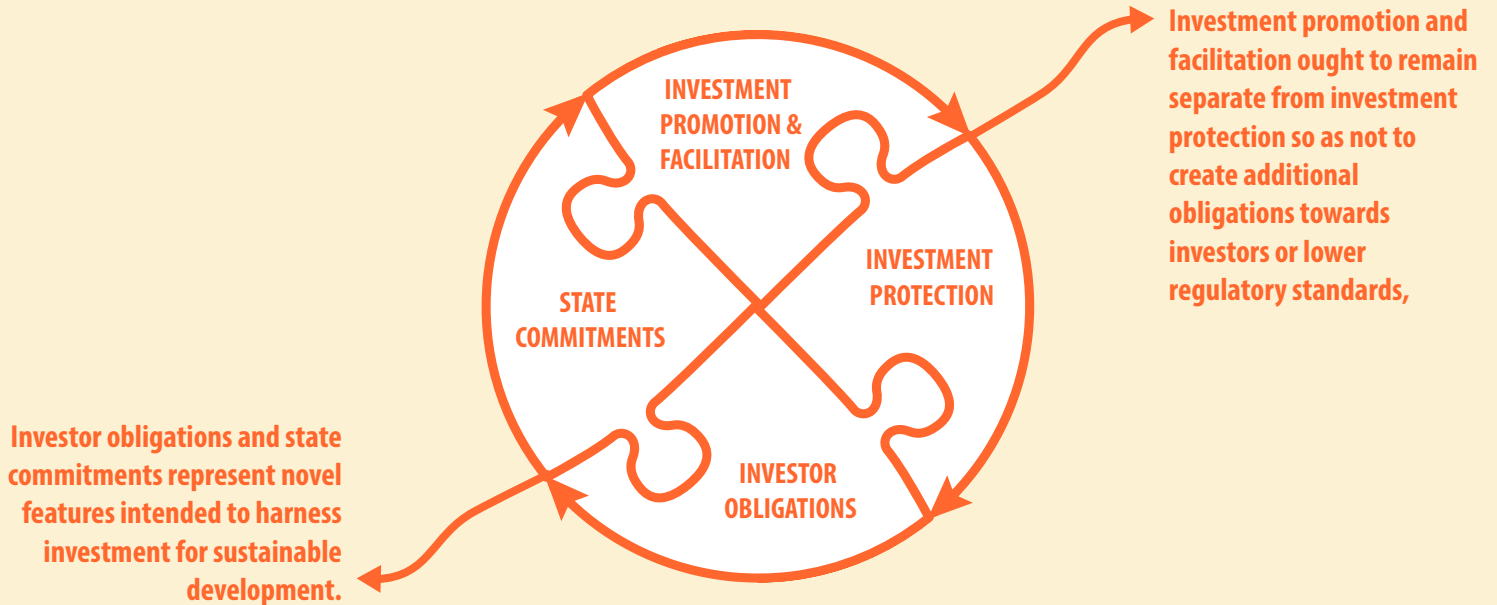 Investment promotion and
facilitation ought to remain
separate from investment
protection so as not to
create additional
obligations towards
investors or lower
regulatory standards,
INVESTMENT
PROMOTION &
FACILITATION
INVESTMENT
PROTECTION
STATE
COMMITMENTS
INVESTOR
OBLIGATIONS
Investor obligations and state
commitments represent novel
features intended to harness
investment for sustainable
development.